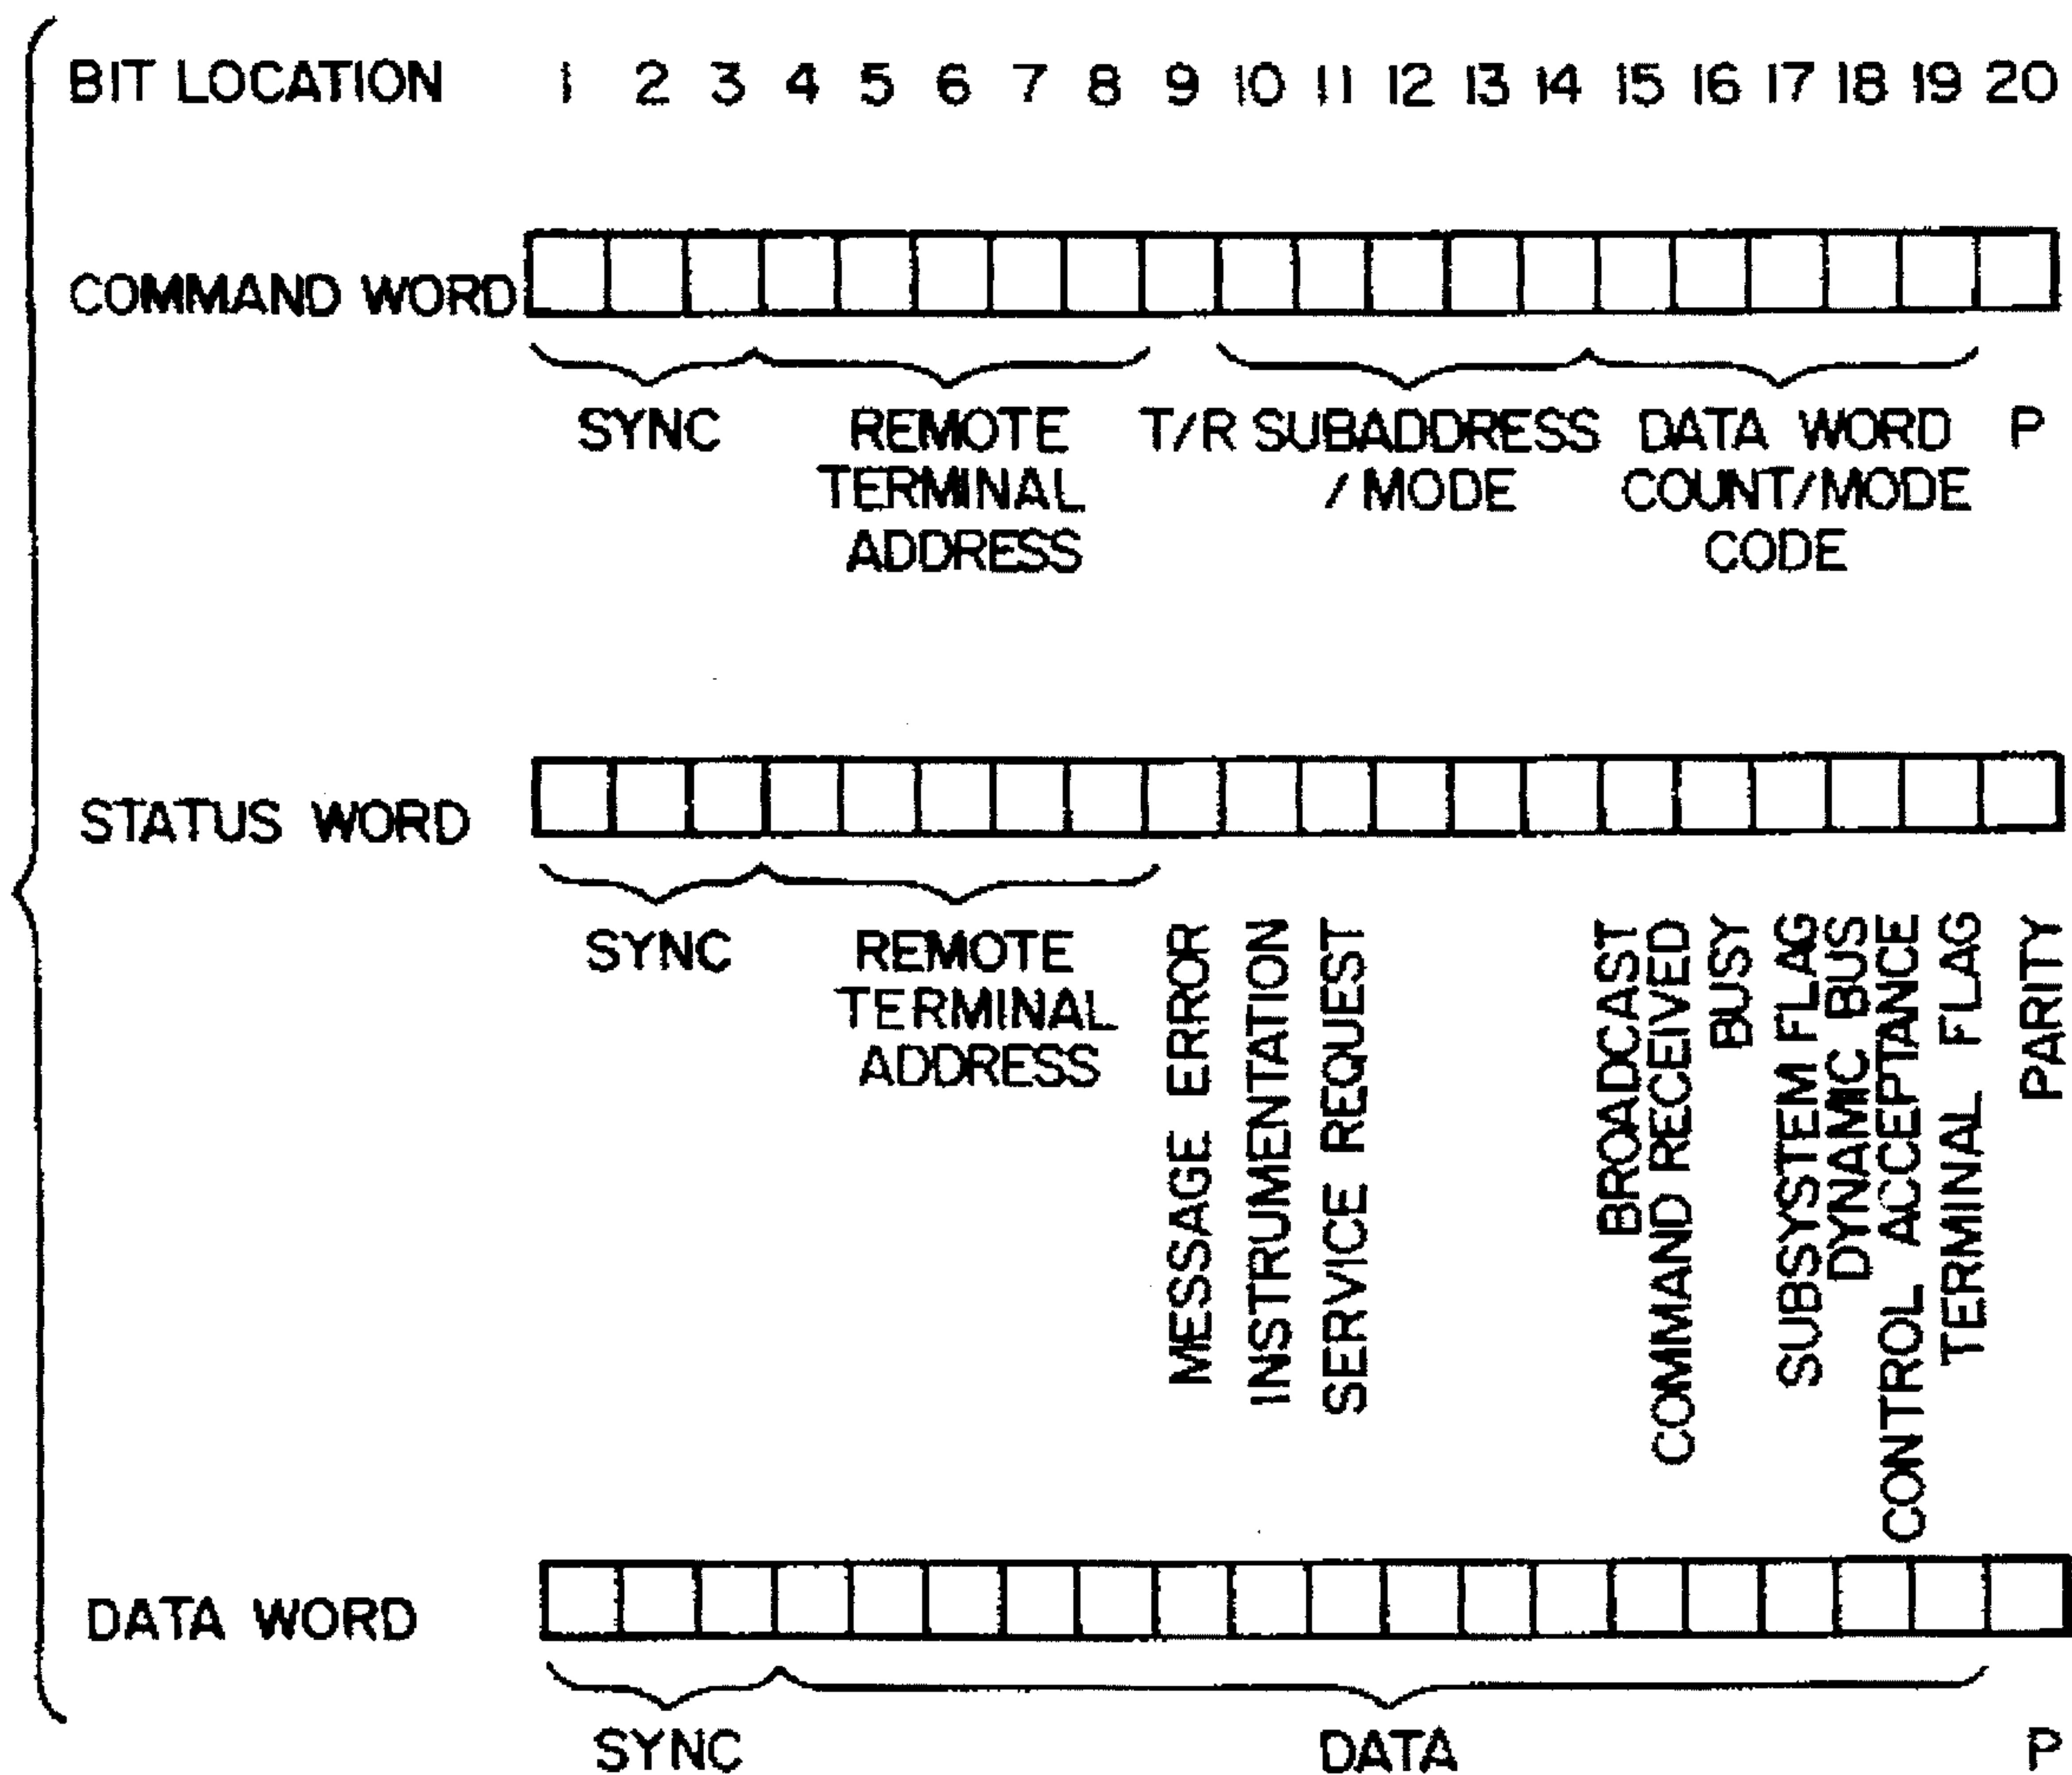 BIT LOCATION 1 2 3 4 5 6 7 8 9 10 11 12 13 14 15 16 17 18 19 20
COMMAND WORD
SYNC REMOTE T/R SUBADDRESS DATA WORD P
TERMINAL / MODE COUNT/MODE
ADDRESS CODE
STATUS WORD
SYNC REMOTE
TERMINAL
ADDRESS
MESSAGE ERROR
INSTRUMENTATION
SERVICE REQUEST
BROADCAST
COMMAND RECEIVED
BUSY
SUBSYSTEM FLAG
DYNAMIC BUS
CONTROL ACCEPTANCE
TERMINAL FLAG
PARITY
DATA WORD
SYNC DATA P